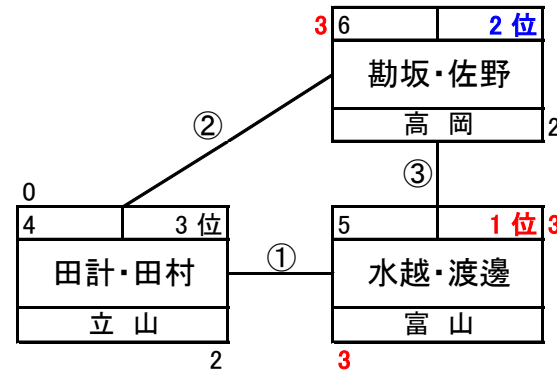 3 6 2位
勘坂・佐野
高岡 2
②
③
0
4 3位
田計・田村
立山
2
①
5 1位 3
水越・渡邊
富山
3